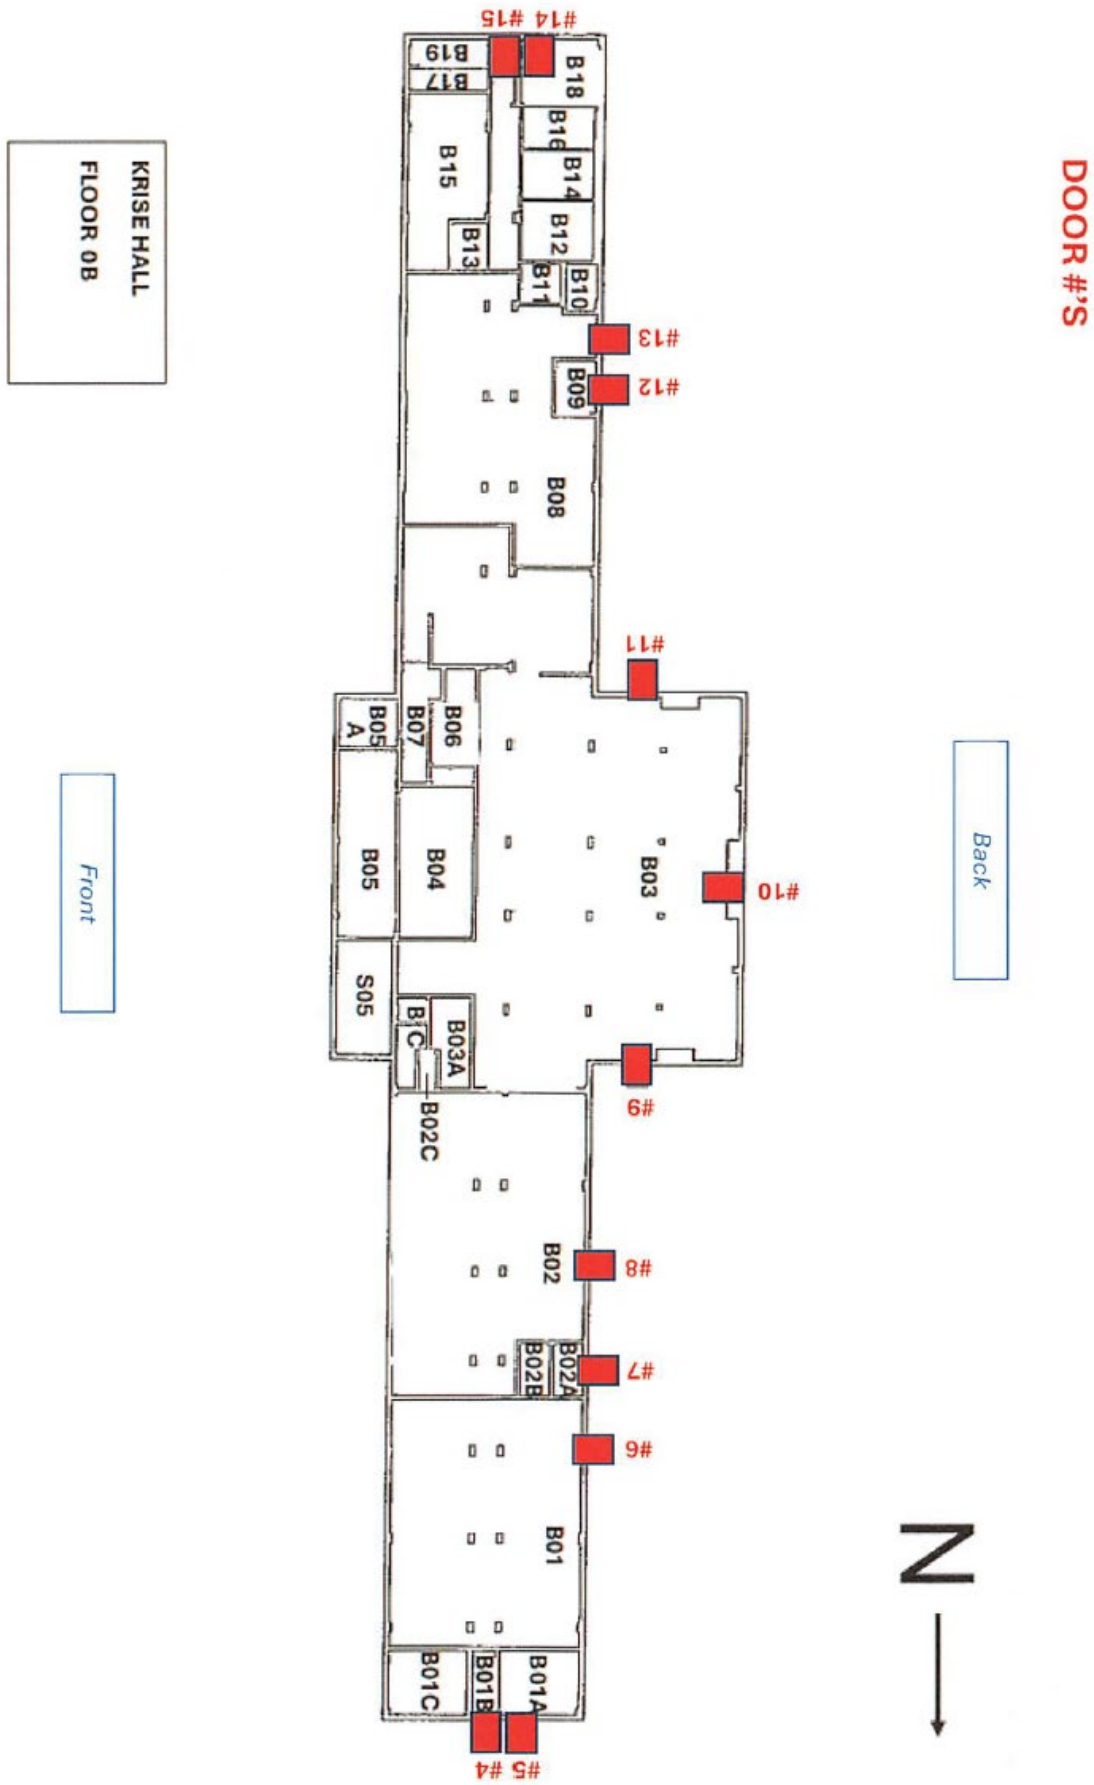 DOOR #'S
KRISE HALL
FLOOR 0B
Back
Front
N
#15
#14
B19
B17
B18
B16
B14
B12
B15
B13
B11
B10
#13
#12
B09
B08
#11
B05
A
B07
B06
B05
B04
B03
#10
S05
B
C
B03A
B02C
#9
B02
#8
B02B
B02A
#7
#6
B01
B01C
B01B
B01A
#4
#5